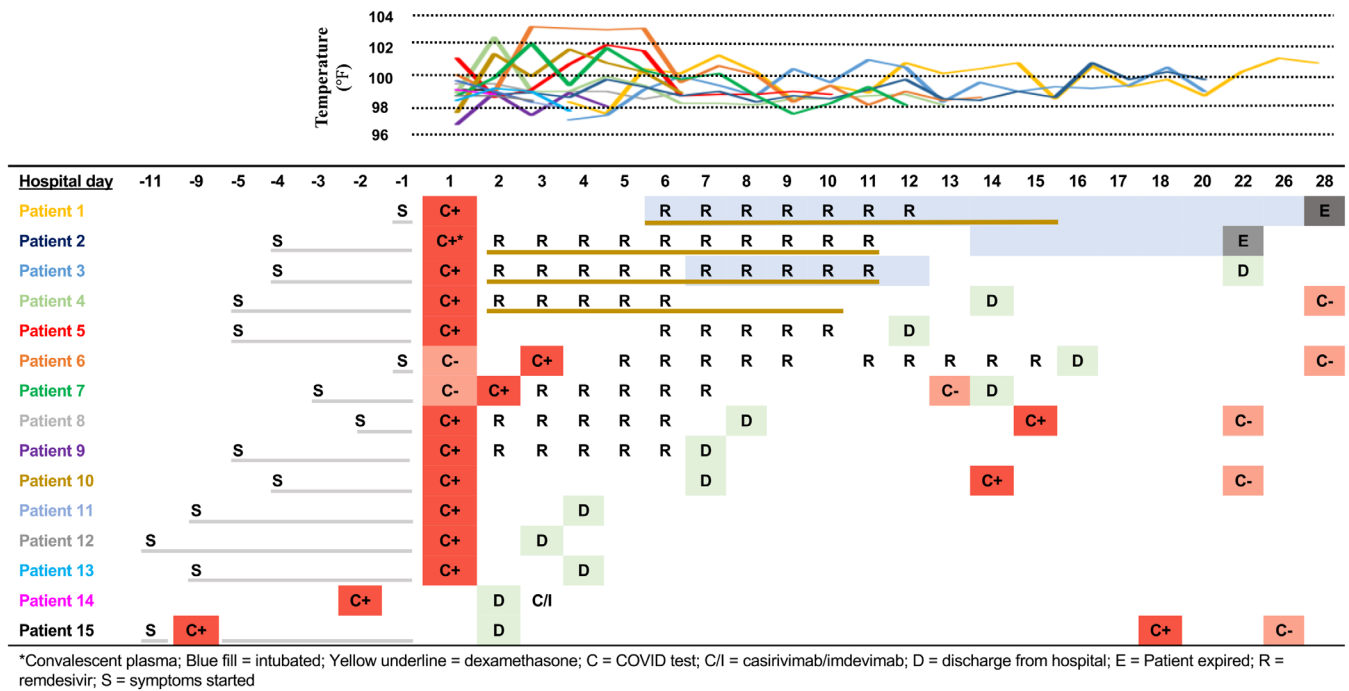 104
102
100
98
96
Temperature
(°F)
Hospital day -11 -9 -5 -4 -3 -2 -1 1 2 3 4 5 6 7 8 9 10 11 12 13 14 15 16 17 18 20 22 26 28
Patient 1 S C+ R R R R R R R E
Patient 2 S C+* R R R R R R R R R R E
Patient 3 S C+ R R R R R R R R R R D
Patient 4 S C+ R R R R R D C-
Patient 5 S C+ R R R R R D
Patient 6 S C- C+ R R R R R R R R R R D C-
Patient 7 S C- C+ R R R R R C- D
Patient 8 S C+ R R R R R D C+ C-
Patient 9 S C+ R R R R R D
Patient 10 S C+ D C+ C-
Patient 11 S C+ D
Patient 12 S C+ D
Patient 13 S C+ D
Patient 14 C+ D C/I
Patient 15 S C+ D C+ C-
*Convalescent plasma; Blue fill = intubated; Yellow underline = dexamethasone; C = COVID test; C/I = casirivimab/imdevimab; D = discharge from hospital; E = Patient expired; R =
remdesivir; S = symptoms started